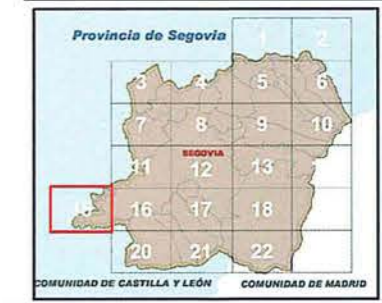 Provincia de Segovia
1 2
3 4 5 6
7 8 9 10
SEGOVIA
11 12 13
15 16 17 18
20 21 22
COMUNIDAD DE CASTILLA Y LEÓN COMUNIDAD DE MADRID